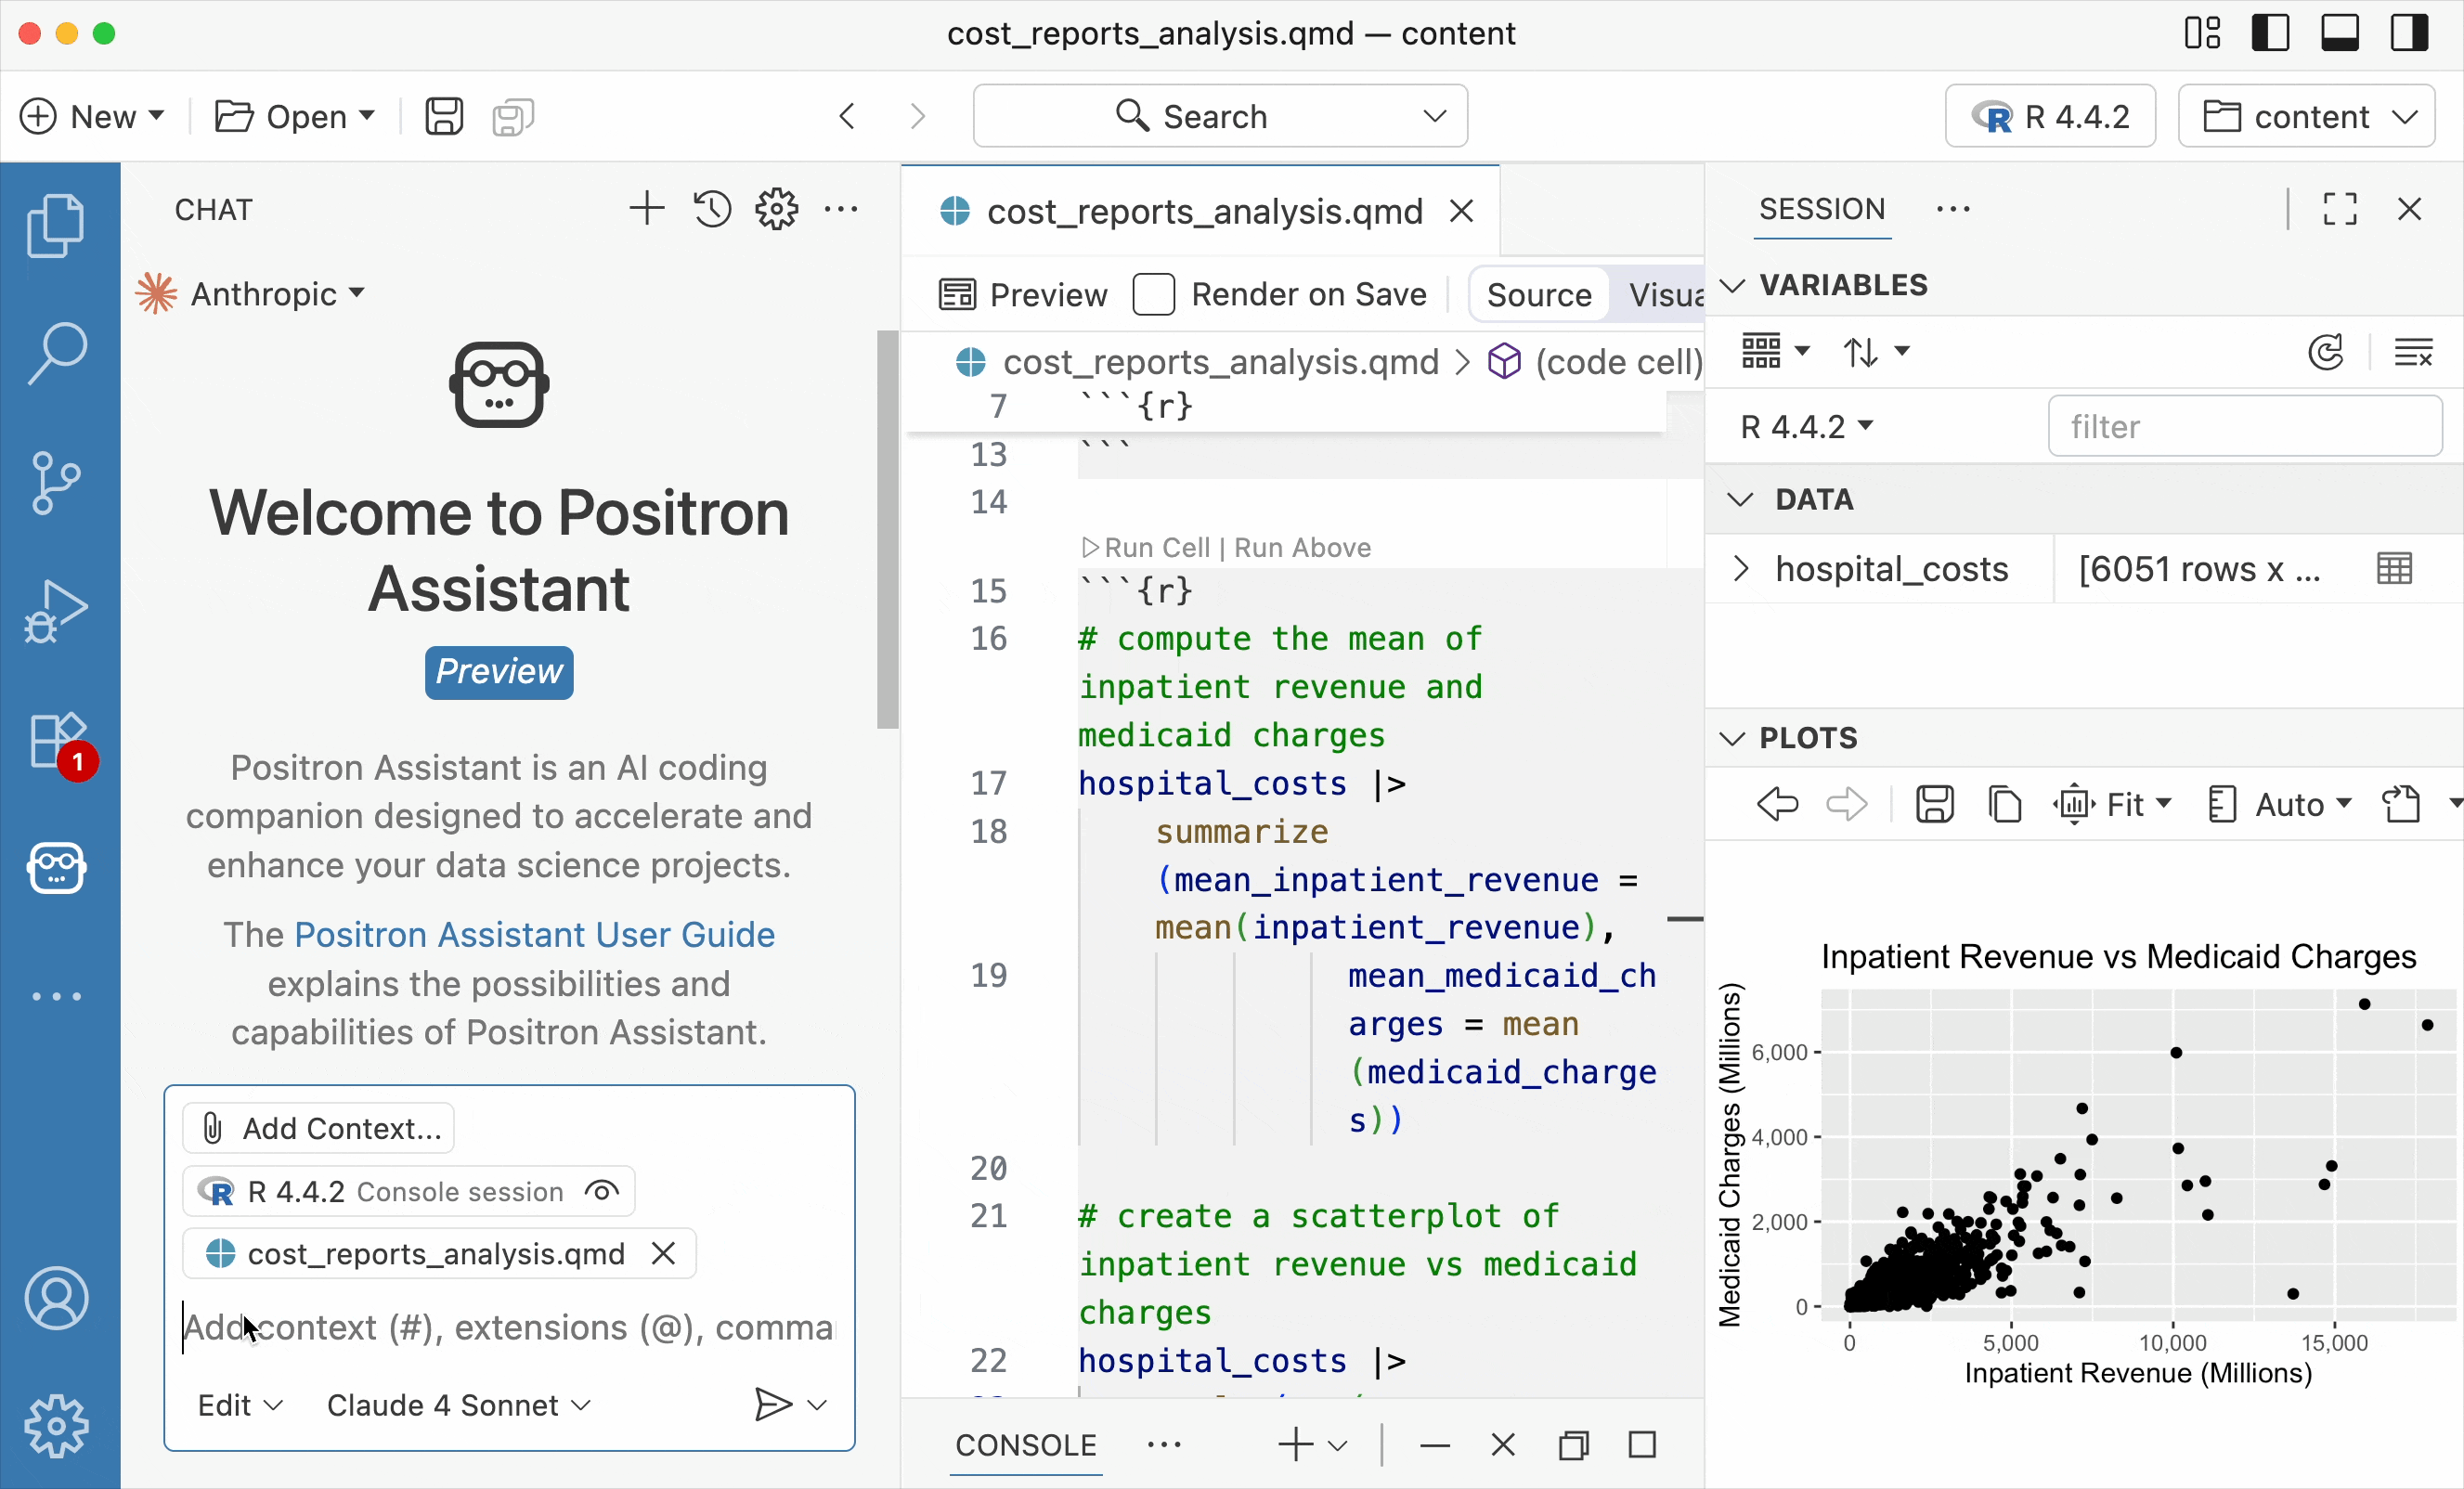 cost_reports_analysis.qmd — content
New
Open
Search
R 4.4.2
content
CHAT
Anthropic
Welcome to Positron
Assistant
Preview
Positron Assistant is an AI coding
companion designed to accelerate and
enhance your data science projects.
The Positron Assistant User Guide
explains the possibilities and
capabilities of Positron Assistant.
Add Context...
R 4.4.2 Console session
cost_reports_analysis.qmd
Add context (#), extensions (@), comma
Edit
Claude 4 Sonnet
1
cost_reports_analysis.qmd
Preview
Render on Save
Source
Visua
cost_reports_analysis.qmd > (code cell)
7 ```{r}
13 ```
14
Run Cell | Run Above
15 ```{r}
16 # compute the mean of
inpatient revenue and
medicaid charges
17 hospital_costs |>
18 summarize
(mean_inpatient_revenue =
mean(inpatient_revenue),
19 mean_medicaid_ch
arges = mean
(medicaid_charge
s))
20
21 # create a scatterplot of
inpatient revenue vs medicaid
charges
22 hospital_costs |>
CONSOLE
SESSION
VARIABLES
R 4.4.2
filter
DATA
hospital_costs
[6051 rows x ...
PLOTS
Fit
Auto
Inpatient Revenue vs Medicaid Charges
Medicaid Charges (Millions)
6,000
4,000
2,000
0
0 5,000 10,000 15,000
Inpatient Revenue (Millions)